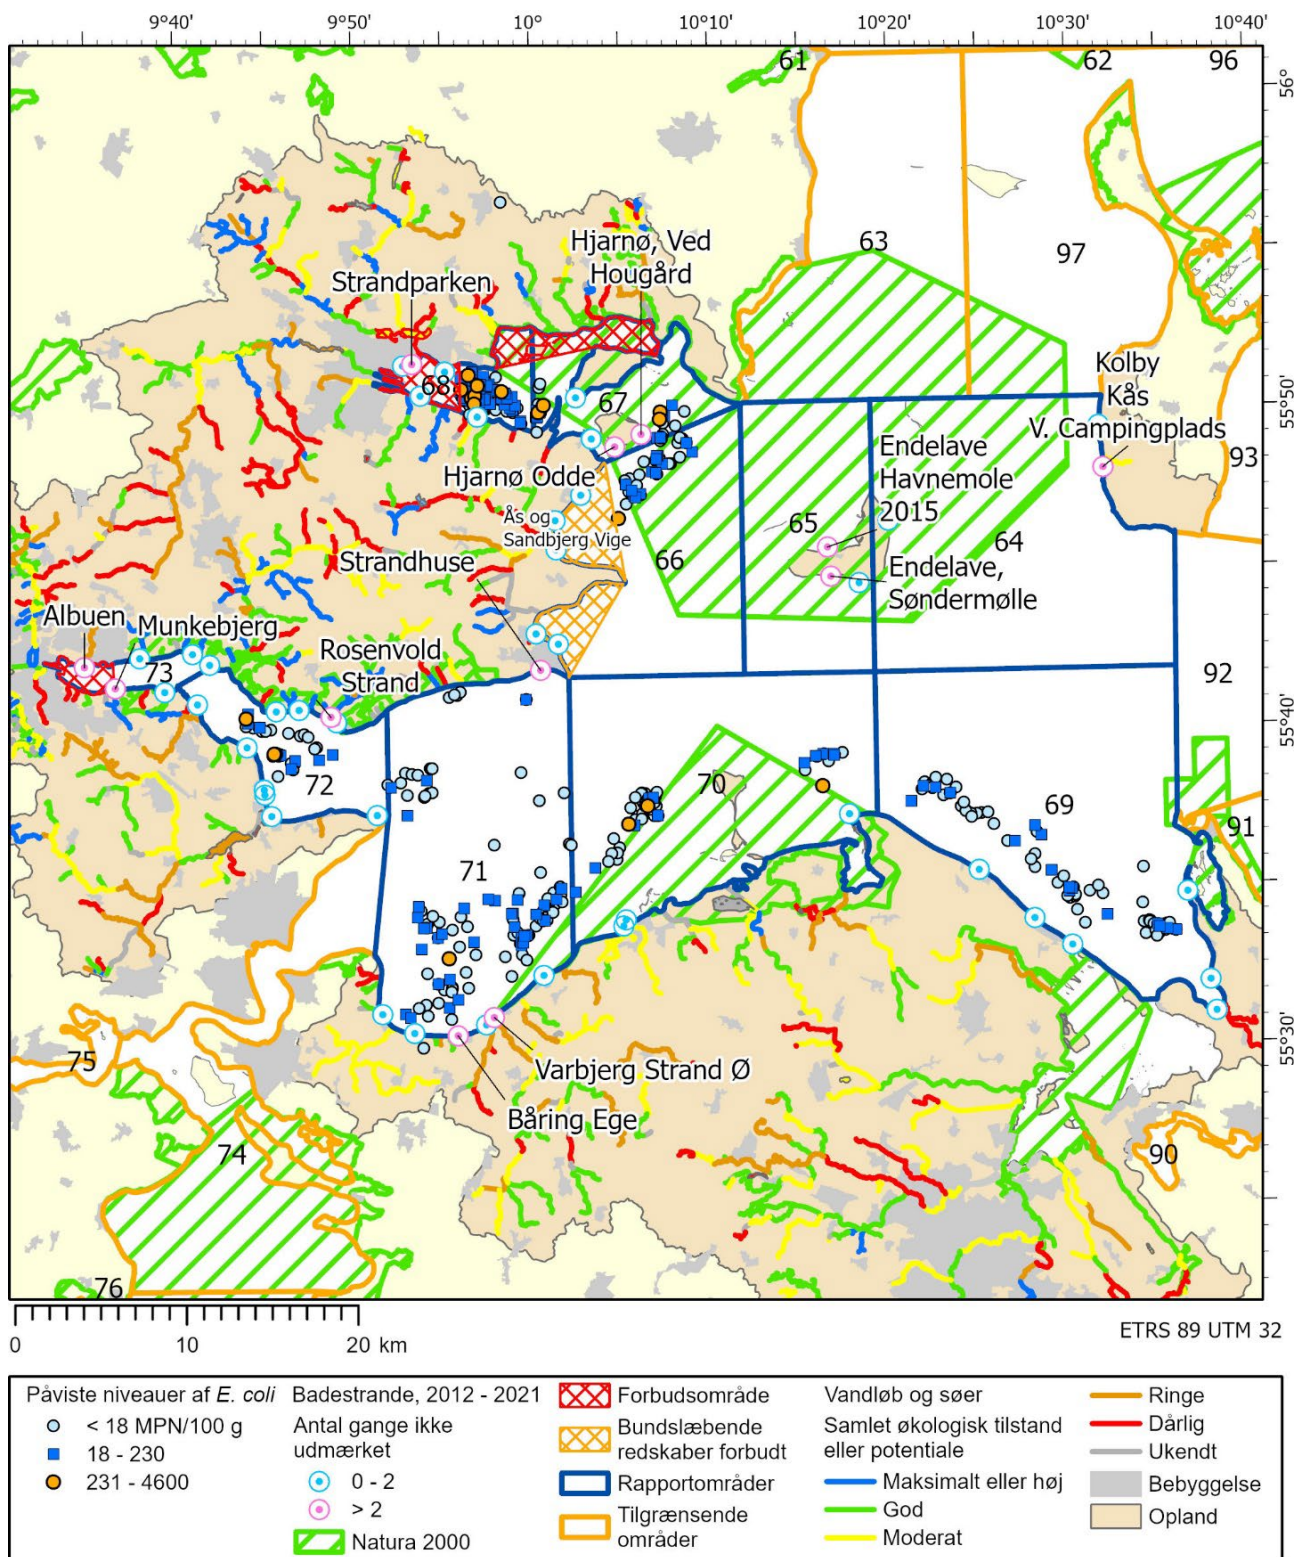 9°40' 9°50' 10° 10°10' 10°20' 10°30' 10°40'
61
62
96
56°
63
97
Hjarnø, Ved
Hougård
Strandparken
68
67
Kolby
Kås
V. Campingplads
55°50'
93
Endelave
Havnemole
2015
Hjarnø Odde
Ås og
Sandbjerg Vige
65
64
66
Strandhuse
Endelave,
Søndermølle
Albuen
Munkebjerg
73
Rosenvold
Strand
92
55°40'
72
70
69
91
71
55°30'
75
Varbjerg Strand Ø
Båring Ege
74
90
76
0 10 20 km
ETRS 89 UTM 32
Påviste niveauer af E. coli
< 18 MPN/100 g
18 - 230
231 - 4600
Badestrande, 2012 - 2021
Antal gange ikke
udmærket
0 - 2
> 2
Natura 2000
Forbudsområde
Bundslæbende
redskaber forbudt
Rapportområder
Tilgrænsende
områder
Vandløb og søer
Samlet økologisk tilstand
eller potentiale
Maksimalt eller høj
God
Moderat
Ringe
Dårlig
Ukendt
Bebyggelse
Opland